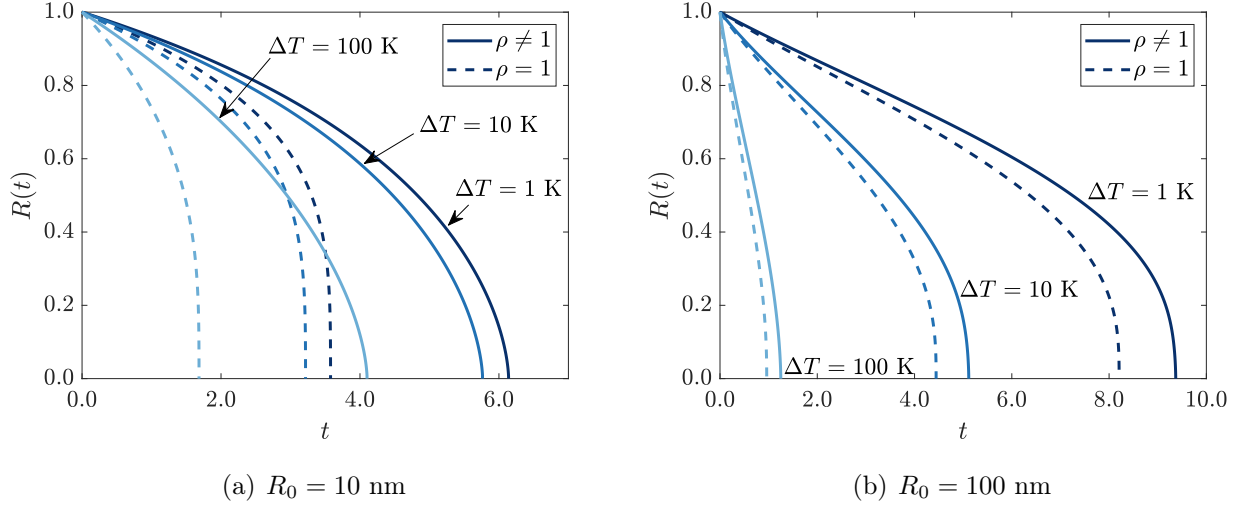 1.0
0.8
0.6
0.4
0.2
0.0
R(t)
0.0 2.0 4.0 6.0
t
ΔT = 100 K
ΔT = 10 K
ΔT = 1 K
ρ ≠ 1
ρ = 1
(a) R₀ = 10 nm
1.0
0.8
0.6
0.4
0.2
0.0
R(t)
0.0 2.0 4.0 6.0 8.0 10.0
t
ρ ≠ 1
ρ = 1
ΔT = 1 K
ΔT = 10 K
ΔT = 100 K
(b) R₀ = 100 nm